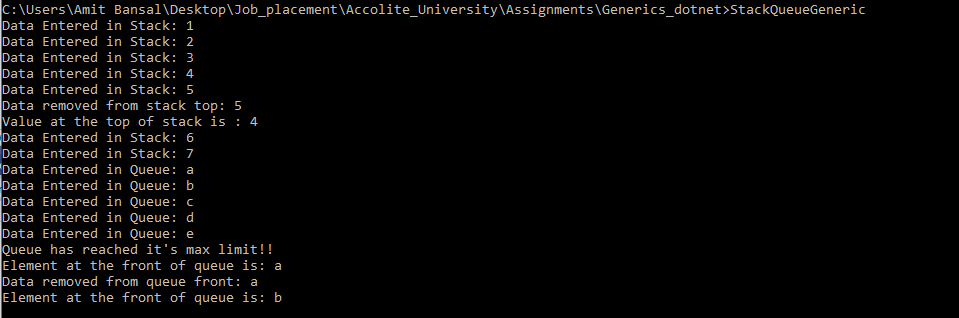 C:\Users\Amit Bansal\Desktop\Job_placement\Accolite_University\Assignments\Generics_dotnet>StackQueueGeneric
Data Entered in Stack: 1
Data Entered in Stack: 2
Data Entered in Stack: 3
Data Entered in Stack: 4
Data Entered in Stack: 5
Data removed from stack top: 5
Value at the top of stack is : 4
Data Entered in Stack: 6
Data Entered in Stack: 7
Data Entered in Queue: a
Data Entered in Queue: b
Data Entered in Queue: c
Data Entered in Queue: d
Data Entered in Queue: e
Queue has reached it's max limit!!
Element at the front of queue is: a
Data removed from queue front: a
Element at the front of queue is: b